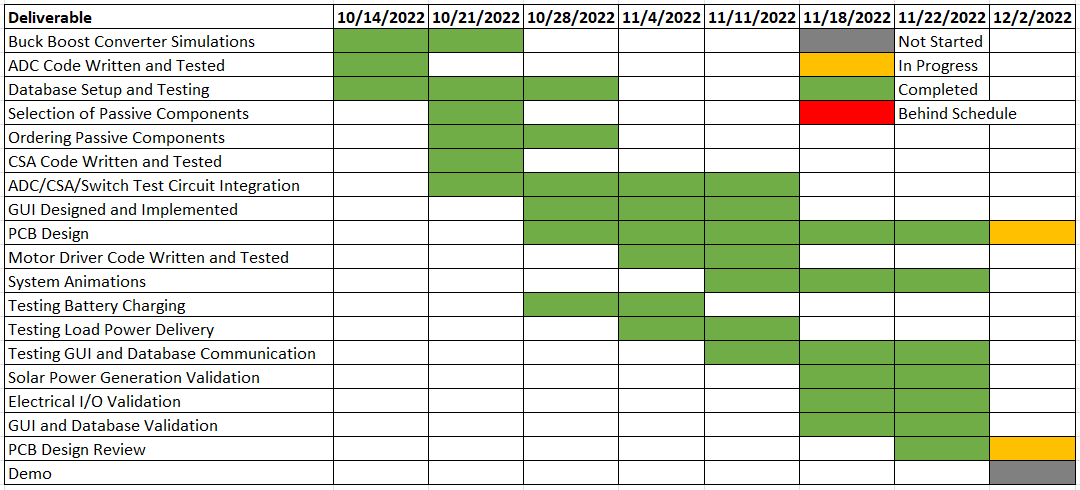 Deliverable 10/14/2022 10/21/2022 10/28/2022 11/4/2022 11/11/2022 11/18/2022 11/22/2022 12/2/2022
Buck Boost Converter Simulations Not Started
ADC Code Written and Tested In Progress
Database Setup and Testing Completed
Selection of Passive Components Behind Schedule
Ordering Passive Components
CSA Code Written and Tested
ADC/CSA/Switch Test Circuit Integration
GUI Designed and Implemented
PCB Design
Motor Driver Code Written and Tested
System Animations
Testing Battery Charging
Testing Load Power Delivery
Testing GUI and Database Communication
Solar Power Generation Validation
Electrical I/O Validation
GUI and Database Validation
PCB Design Review
Demo